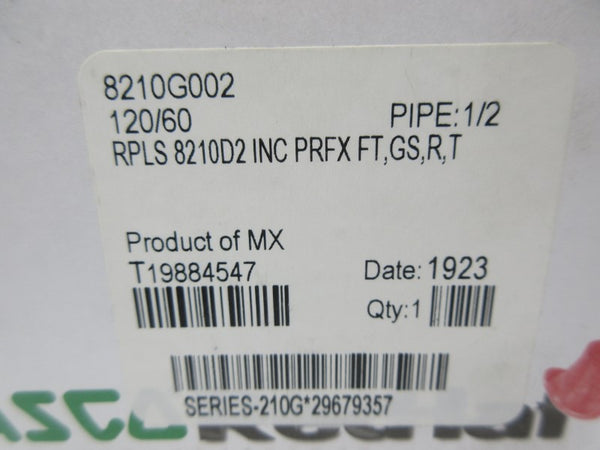 8210G002
120/60 PIPE:1/2
RPLS 8210D2 INC PRFX FT,GS,R,T
Product of MX
T19884547 Date: 1923
Qty:1
SERIES-210G*29679357
ASCO